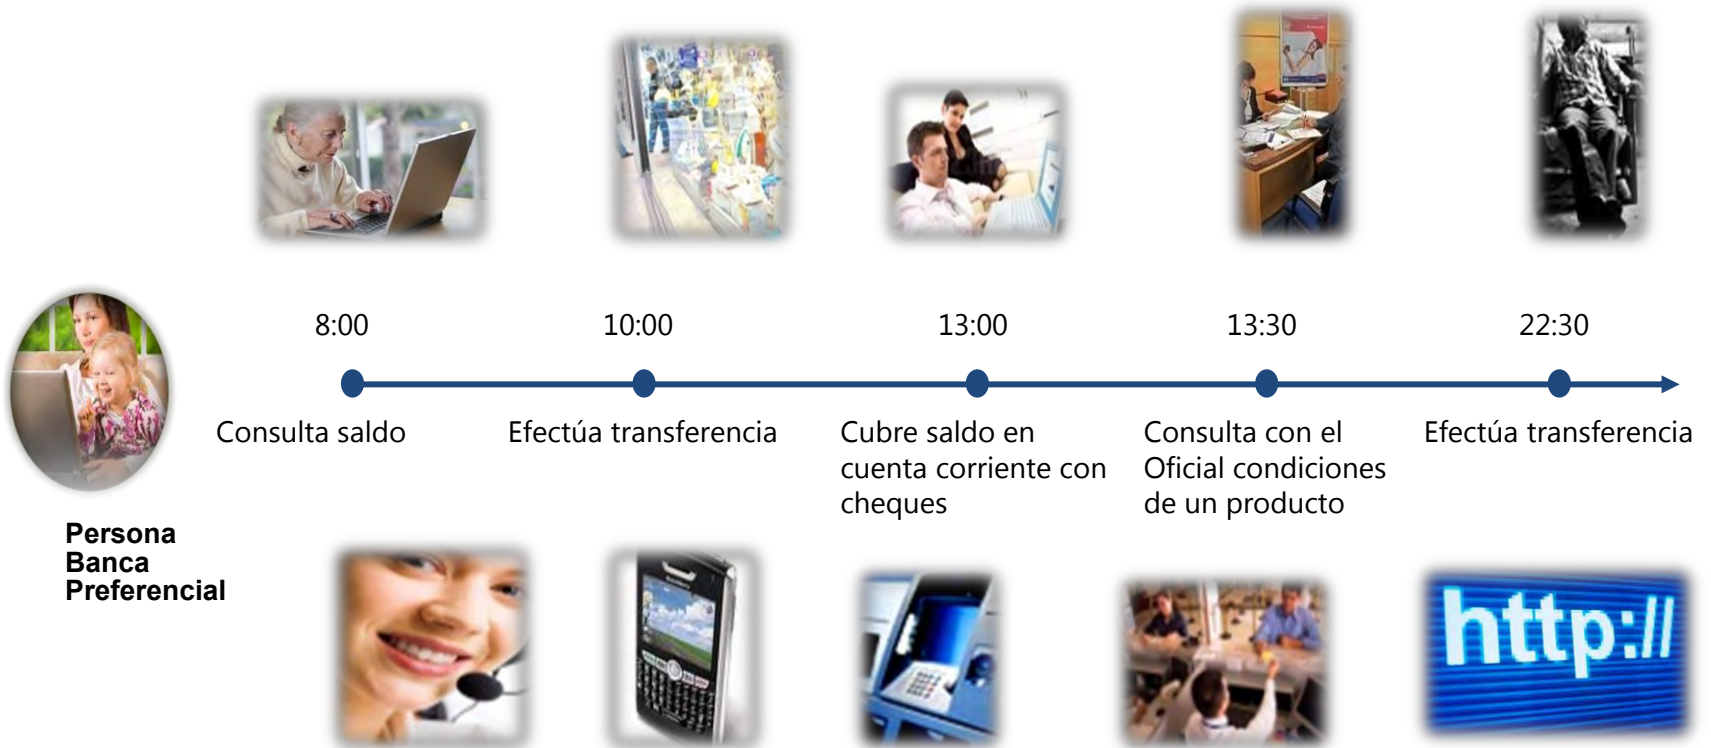 8:00
10:00
13:00
13:30
22:30
Consulta saldo
Efectúa transferencia
Cubre saldo en
cuenta corriente con
cheques
Consulta con el
Oficial condiciones
de un producto
Efectúa transferencia
Persona
Banca
Preferencial
http://